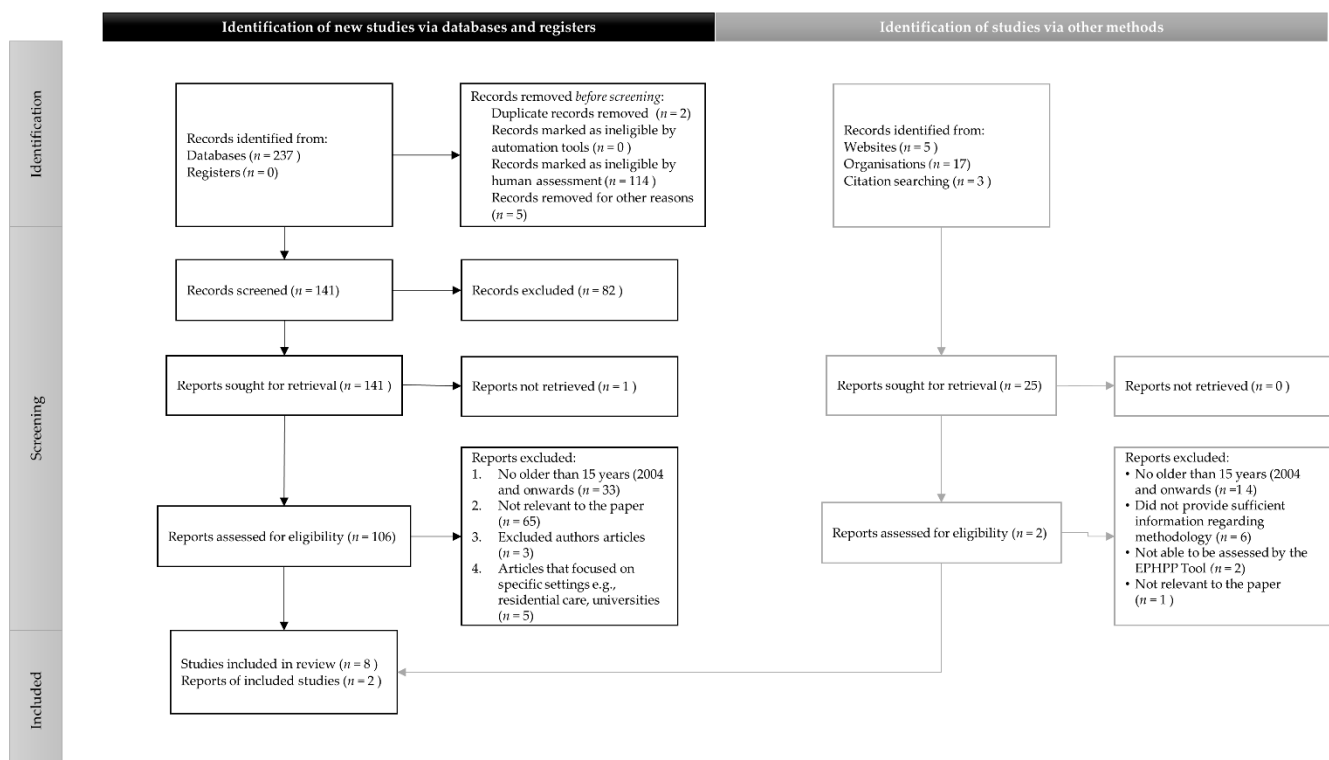 Identification of new studies via databases and registers
Identification of studies via other methods
Identification
Records identified from:
Databases (n = 237 )
Registers (n = 0)
Records removed before screening:
Duplicate records removed (n = 2)
Records marked as ineligible by
automation tools (n = 0 )
Records marked as ineligible by
human assessment (n = 114 )
Records removed for other reasons
(n = 5)
Records identified from:
Websites (n = 5 )
Organisations (n = 17)
Citation searching (n = 3 )
Screening
Records screened (n = 141)
Records excluded (n = 82 )
Reports sought for retrieval (n = 141 )
Reports not retrieved (n = 1 )
Reports sought for retrieval (n = 25)
Reports not retrieved (n = 0 )
Reports assessed for eligibility (n = 106)
Reports excluded:
1. No older than 15 years (2004
and onwards (n = 33)
2. Not relevant to the paper
(n = 65)
3. Excluded authors articles
(n = 3)
4. Articles that focused on
specific settings e.g.,
residential care, universities
(n = 5)
Reports assessed for eligibility (n = 2)
Reports excluded:
• No older than 15 years (2004
and onwards (n =1 4)
• Did not provide sufficient
information regarding
methodology (n = 6)
• Not able to be assessed by the
EPHPP Tool (n = 2)
• Not relevant to the paper
(n = 1 )
Included
Studies included in review (n = 8 )
Reports of included studies (n = 2 )